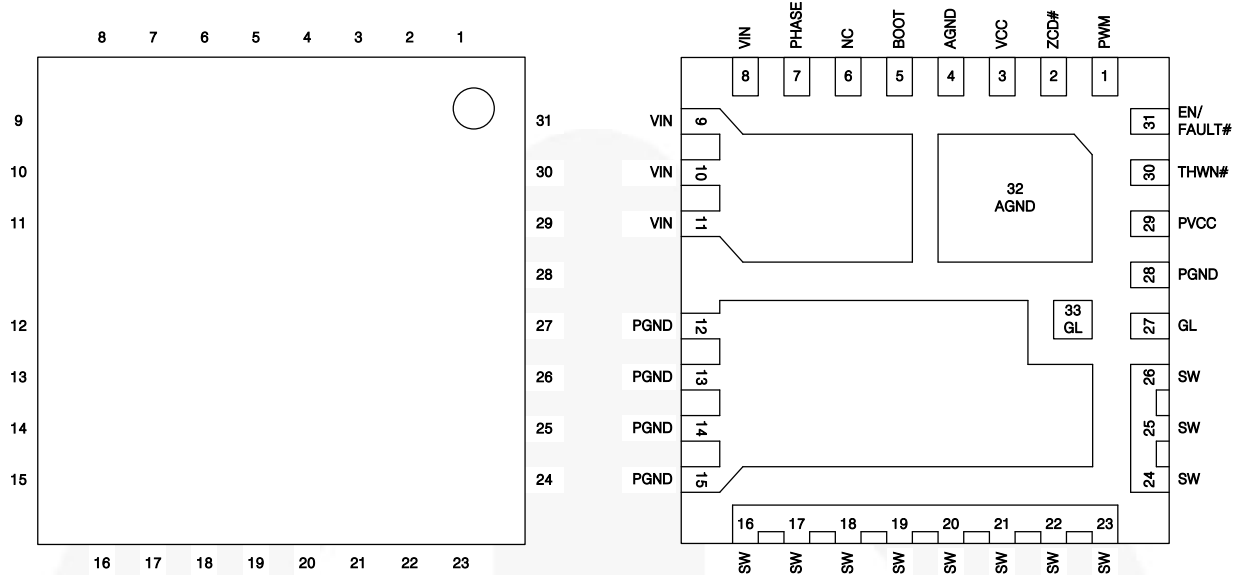 8 7 6 5 4 3 2 1
9
10
11
12
13
14
15
31
30
29
28
27
26
25
24
16 17 18 19 20 21 22 23
VIN PHASE NC BOOT AGND VCC ZCD# PWM
8 7 6 5 4 3 2 1
VIN 9
VIN 10
VIN 11
PGND 12
PGND 13
PGND 14
PGND 15
32
AGND
33
GL
31 EN/
FAULT#
30 THWN#
29 PVCC
28 PGND
27 GL
26 SW
25 SW
24 SW
16 17 18 19 20 21 22 23
SW SW SW SW SW SW SW SW